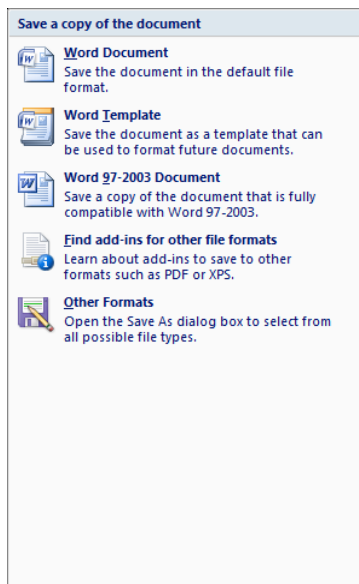 Save a copy of the document
Word Document
Save the document in the default file
format.
Word Template
Save the document as a template that can
be used to format future documents.
Word 97-2003 Document
Save a copy of the document that is fully
compatible with Word 97-2003.
Find add-ins for other file formats
Learn about add-ins to save to other
formats such as PDF or XPS.
Other Formats
Open the Save As dialog box to select from
all possible file types.